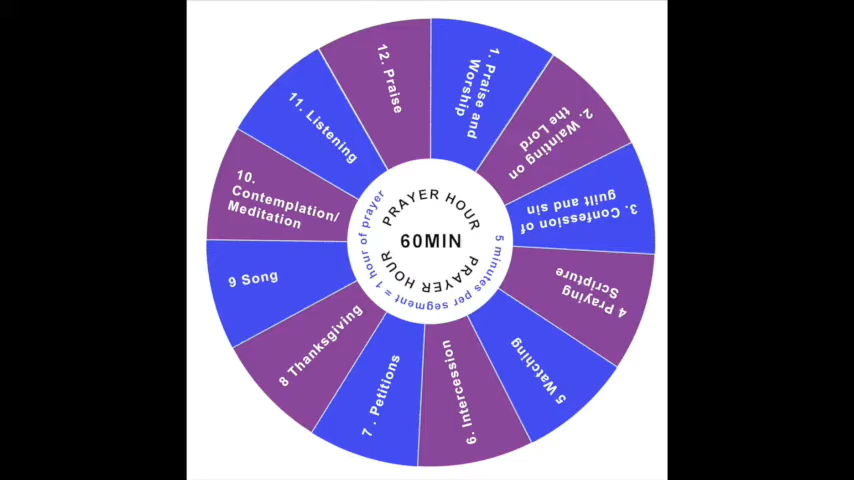 1. Praise and
Worship
2. Wainting on
the Lord
3. Confession of
guilt and sin
4 Praying
Scripture
5 Watching
6. Intercession
7 . Petitions
8 Thanksgiving
9 Song
10.
Contemplation/
Meditation
11. Listening
12. Praise
PRAYER HOUR
60MIN
PRAYER HOUR
5 minutes per segment = 1 hour of prayer